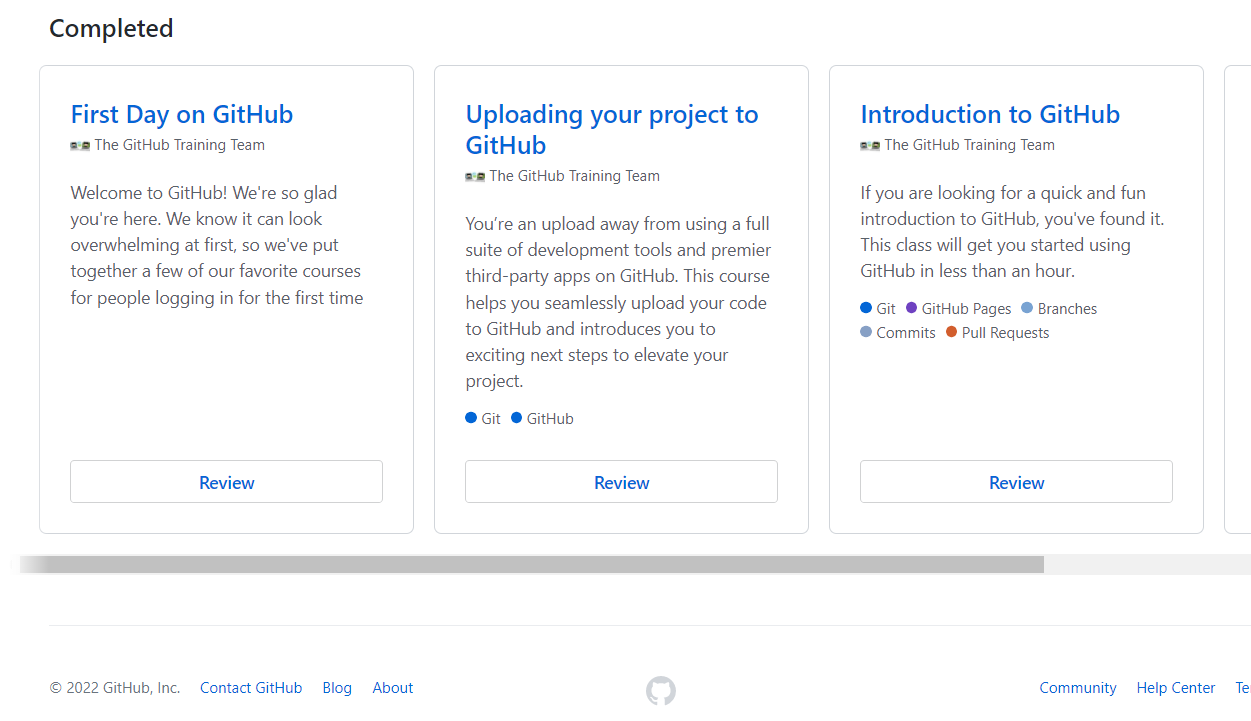 Completed
First Day on GitHub
The GitHub Training Team
Welcome to GitHub! We're so glad
you're here. We know it can look
overwhelming at first, so we've put
together a few of our favorite courses
for people logging in for the first time
Review
Uploading your project to
GitHub
The GitHub Training Team
You’re an upload away from using a full
suite of development tools and premier
third-party apps on GitHub. This course
helps you seamlessly upload your code
to GitHub and introduces you to
exciting next steps to elevate your
project.
Git GitHub
Review
Introduction to GitHub
The GitHub Training Team
If you are looking for a quick and fun
introduction to GitHub, you've found it.
This class will get you started using
GitHub in less than an hour.
Git GitHub Pages Branches
Commits Pull Requests
Review
© 2022 GitHub, Inc. Contact GitHub Blog About Community Help Center